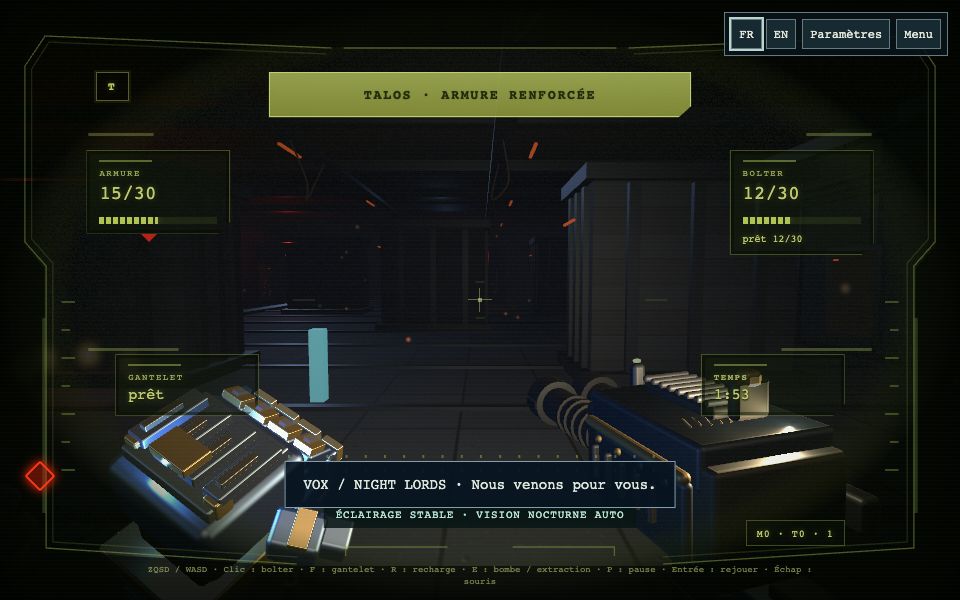 FR EN Paramètres Menu
T
TALOS · ARMURE RENFORCÉE
ARMURE
15/30
BOLTER
12/30
prêt 12/30
GANTELET
prêt
TEMPS
1:53
VOX / NIGHT LORDS · Nous venons pour vous.
ÉCLAIRAGE STABLE · VISION NOCTURNE AUTO
M0 · T0 · 1
ZQSD / WASD · Clic : bolter · F : gantelet · R : recharge · E : bombe / extraction · P : pause · Entrée : rejouer · Échap :
souris